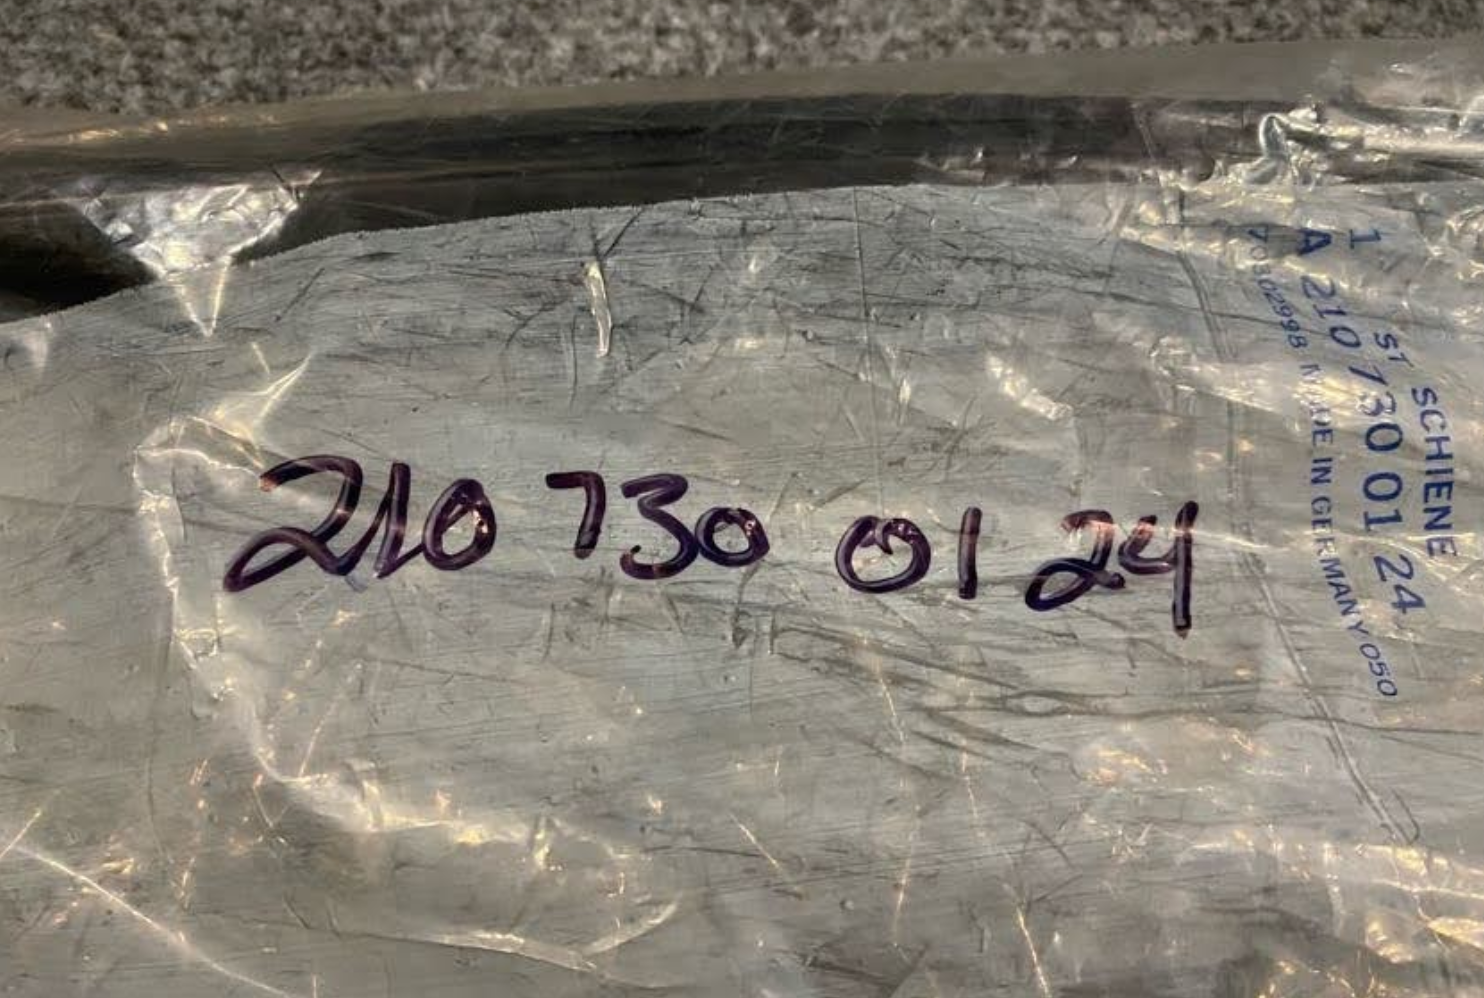 210 730 01 24
1 ST SCHIENE
A 210 730 01 24
70302998 MADE IN GERMANY 050